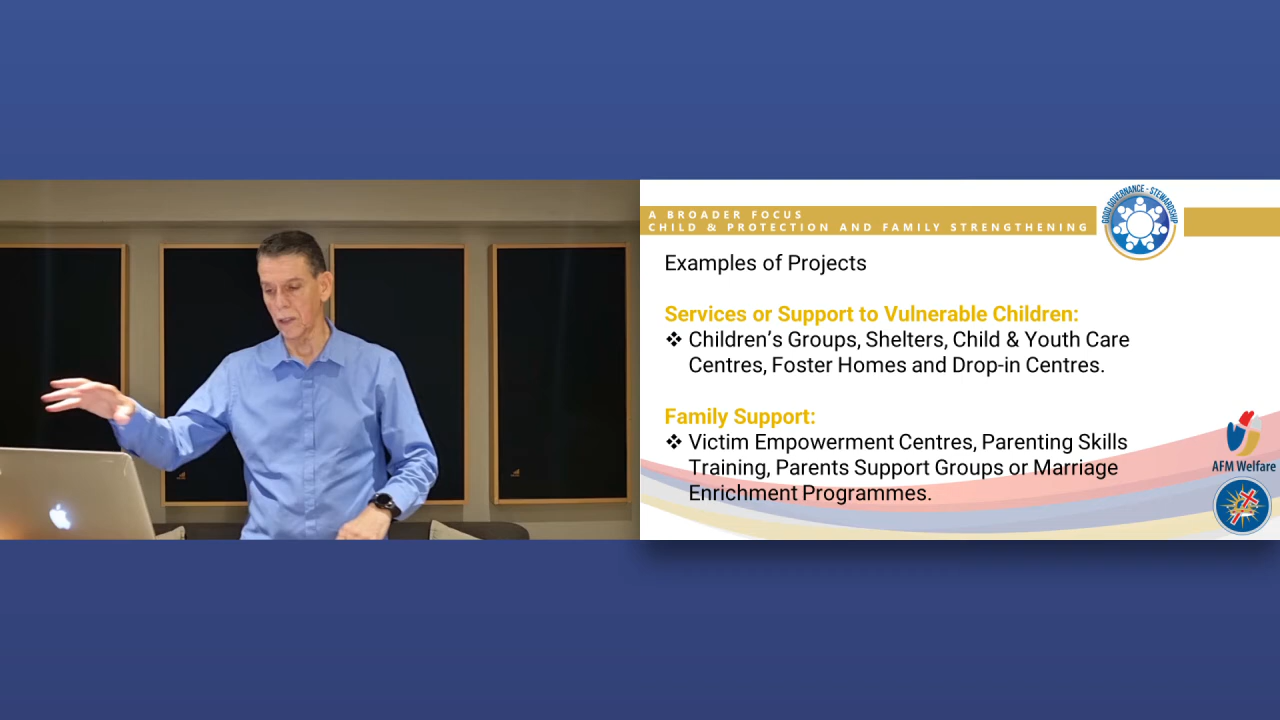 A BROADER FOCUS
CHILD & PROTECTION AND FAMILY STRENGTHENING
GOOD GOVERNANCE - STEWARDSHIP
Examples of Projects
Services or Support to Vulnerable Children:
❖ Children’s Groups, Shelters, Child & Youth Care
Centres, Foster Homes and Drop-in Centres.
Family Support:
❖ Victim Empowerment Centres, Parenting Skills
Training, Parents Support Groups or Marriage
Enrichment Programmes.
AFM Welfare